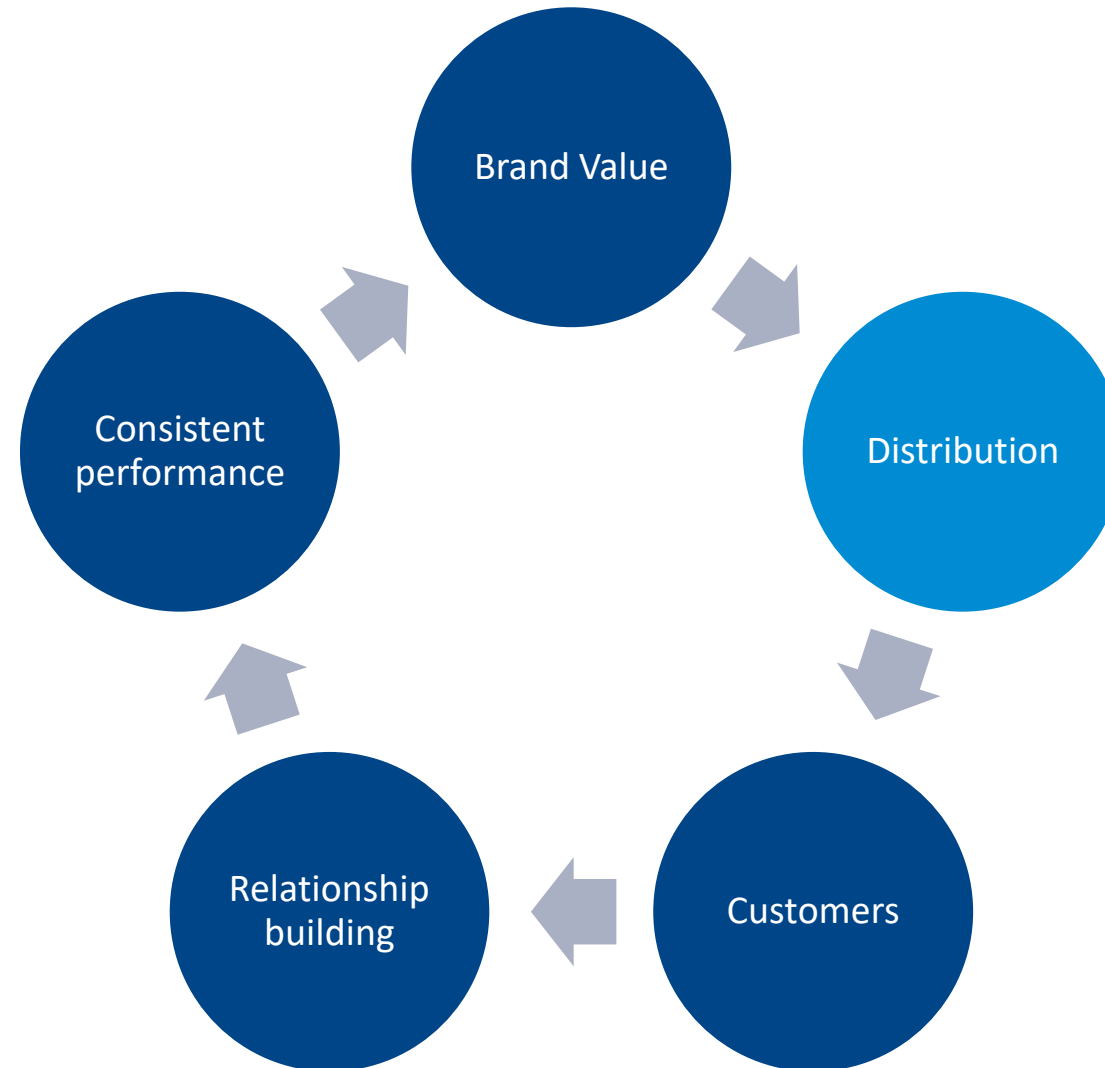 Brand Value
Distribution
Customers
Relationship
building
Consistent
performance